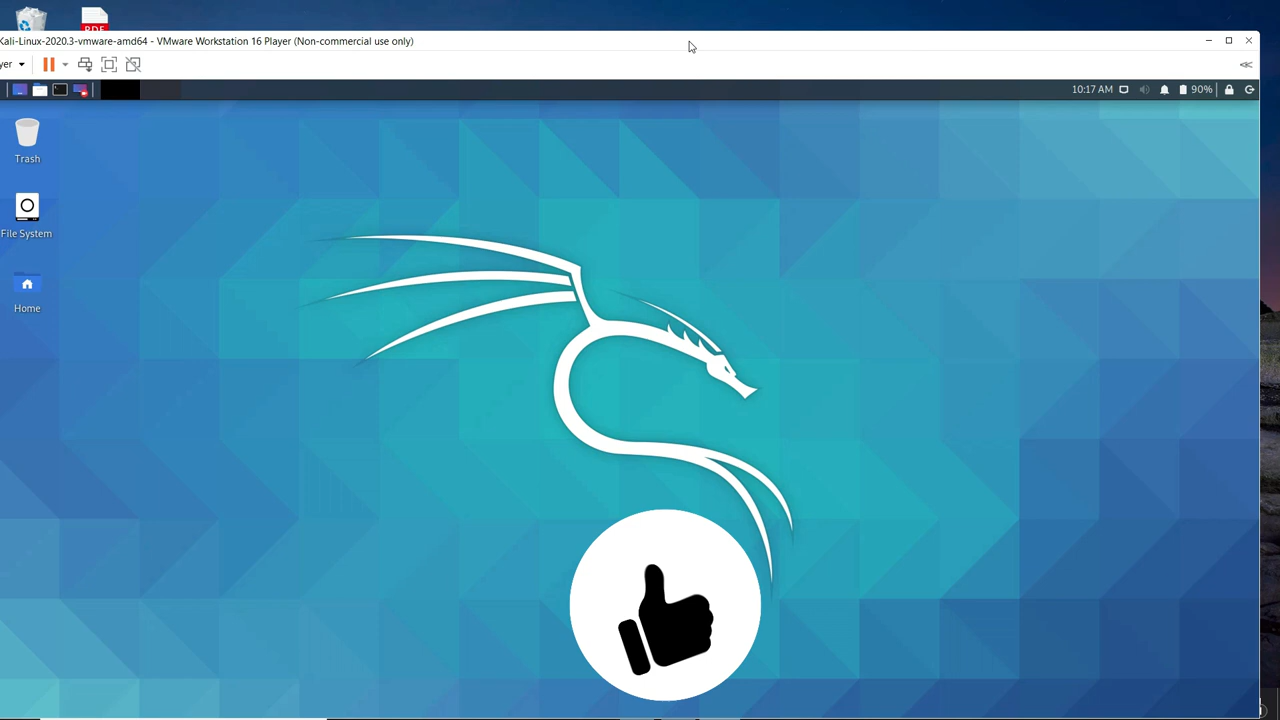 PDF
Kali-Linux-2020.3-vmware-amd64 - VMware Workstation 16 Player (Non-commercial use only)
yer
10:17 AM
90%
Trash
File System
Home